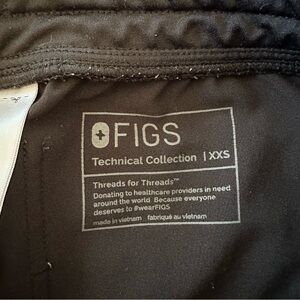 FIGS
Technical Collection | XXS
Threads for Threads™
Donating to healthcare providers in need
around the world. Because everyone
deserves to #wearFIGS
made in vietnam fabriqué au vietnam